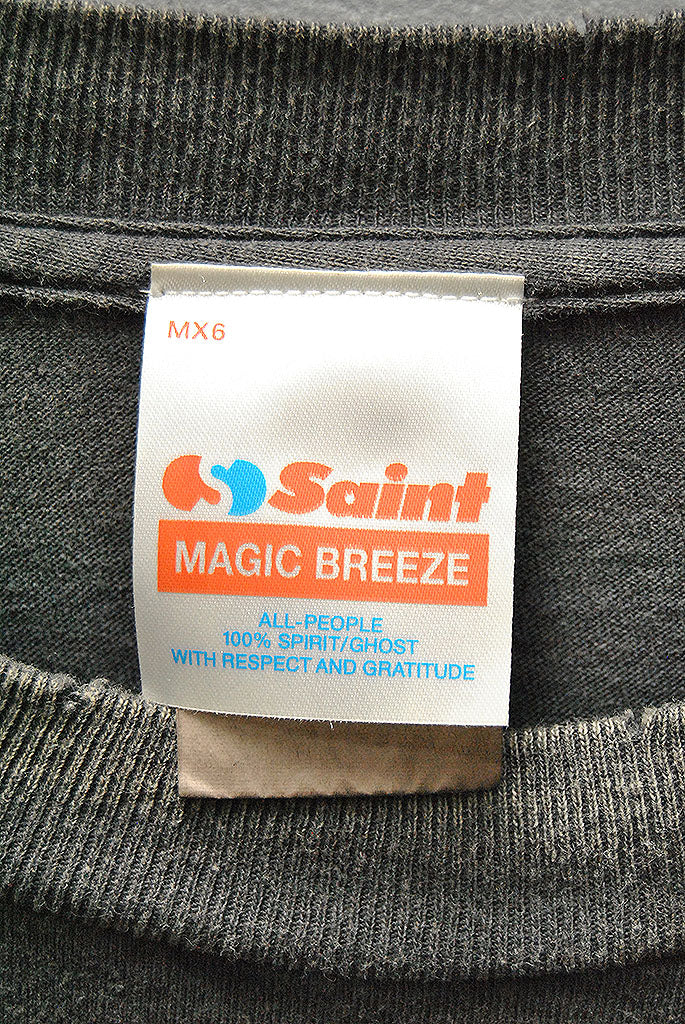 MX6
Saint
MAGIC BREEZE
ALL-PEOPLE
100% SPIRIT/GHOST
WITH RESPECT AND GRATITUDE